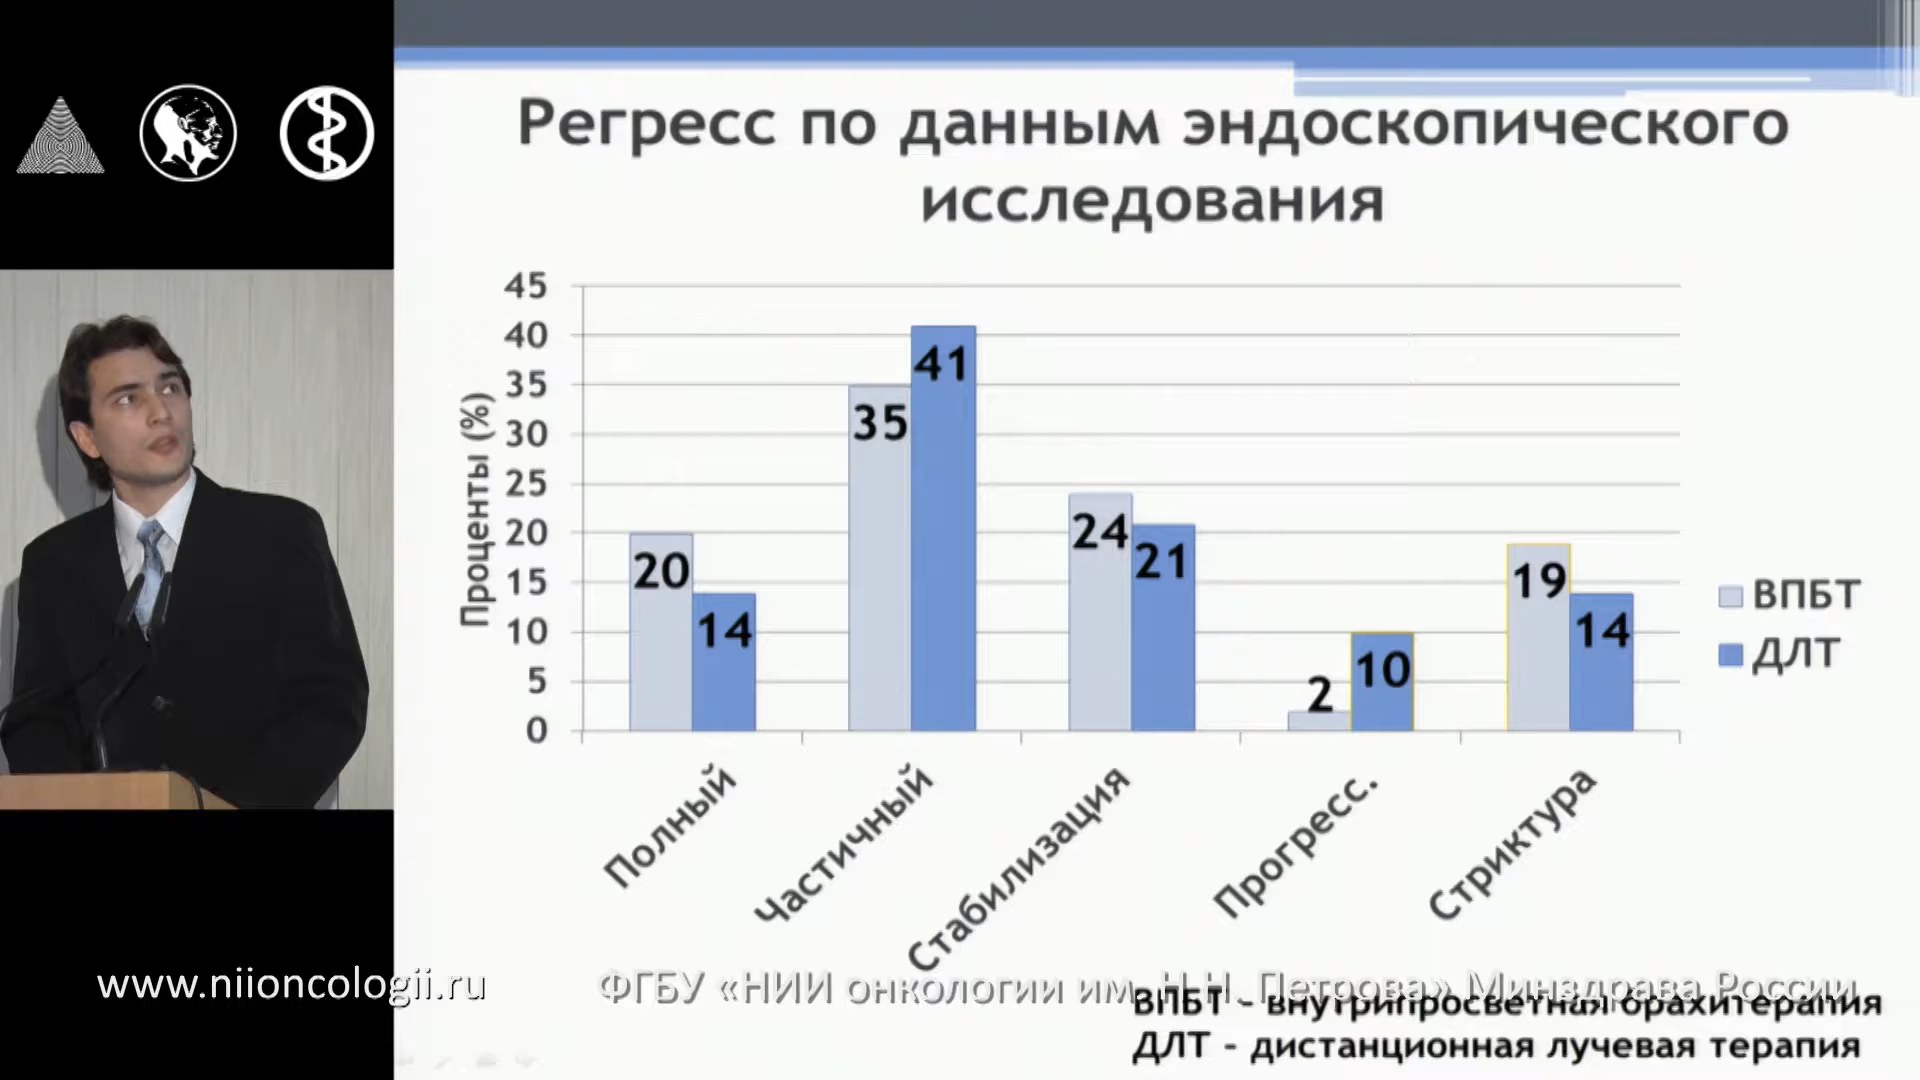 Регресс по данным эндоскопического
исследования
Проценты (%)
45
40
35
30
25
20
15
10
5
0
20
14
35
41
24
21
2
10
19
14
Полный
Частичный
Стабилизация
Прогресс.
Стриктура
ВПБТ
ДЛТ
www.niioncologii.ru
ФГБУ «НИИ онкологии им. Н.Н. Петрова» Минздрава России
ВПБТ – внутрипросветная брахитерапия
ДЛТ – дистанционная лучевая терапия